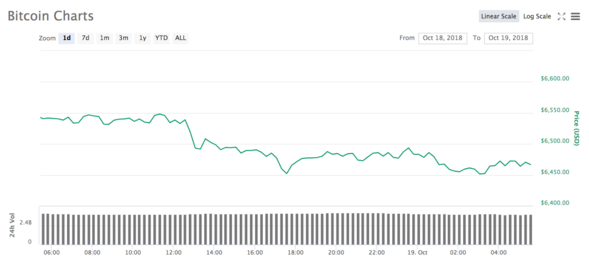 Bitcoin Charts
Linear Scale Log Scale
Zoom 1d 7d 1m 3m 1y YTD ALL
From Oct 18, 2018 To Oct 19, 2018
$6,600.00
$6,550.00
$6,500.00
$6,450.00
$6,400.00
Price (USD)
24h Vol
2.4B
0
06:00 08:00 10:00 12:00 14:00 16:00 18:00 20:00 22:00 19. Oct 02:00 04:00